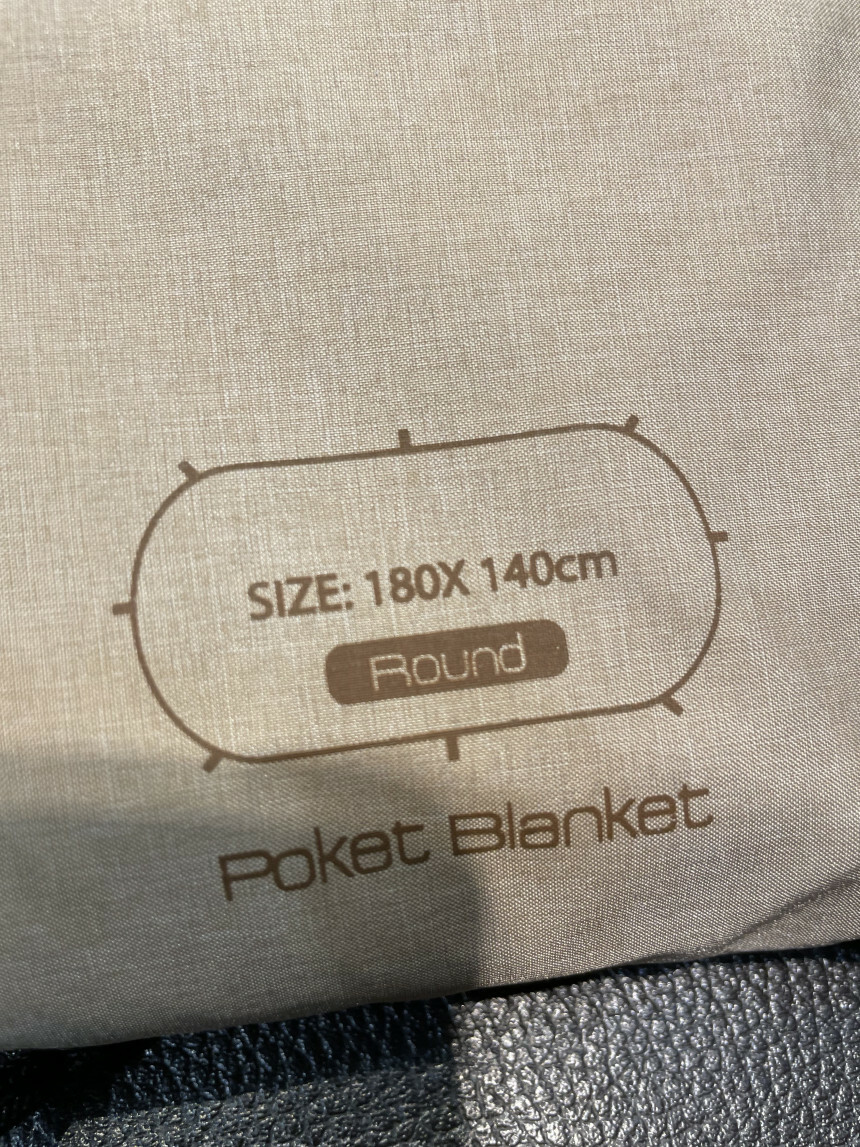 SIZE: 180X 140cm
Round
Poket Blanket